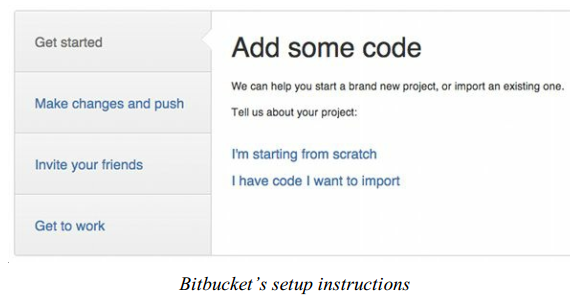 Get started
Make changes and push
Invite your friends
Get to work
Add some code
We can help you start a brand new project, or import an existing one.
Tell us about your project:
I'm starting from scratch
I have code I want to import
Bitbucket’s setup instructions